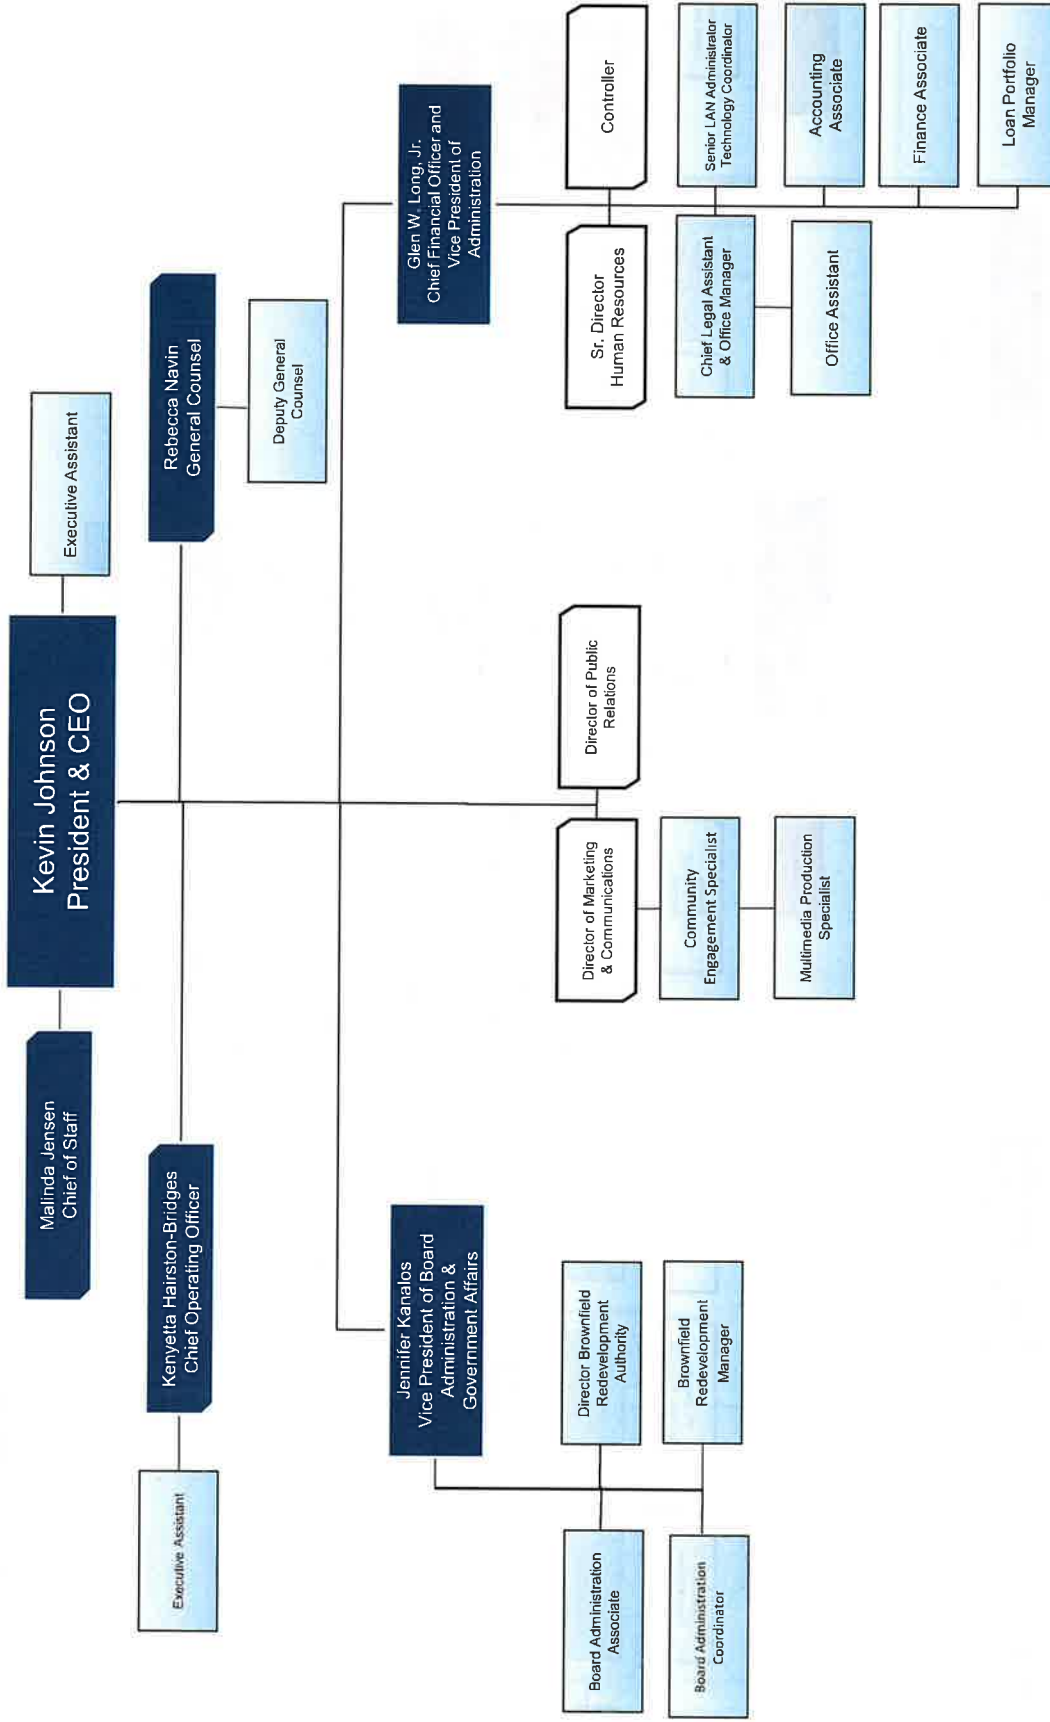 Kevin Johnson
President & CEO
Malinda Jensen
Chief of Staff
Executive Assistant
Kenyetta Hairston-Bridges
Chief Operating Officer
Executive Assistant
Rebecca Navin
General Counsel
Deputy General
Counsel
Jennifer Kanalos
Vice President of Board
Administration &
Government Affairs
Board Administration
Associate
Director Brownfield
Redevelopment
Authority
Board Administration
Coordinator
Brownfield
Redevelopment
Manager
Director of Marketing
& Communications
Director of Public
Relations
Community
Engagement Specialist
Multimedia Production
Specialist
Glen W. Long, Jr.
Chief Financial Officer and
Vice President of
Administration
Sr. Director
Human Resources
Controller
Chief Legal Assistant
& Office Manager
Senior LAN Administrator
Technology Coordinator
Office Assistant
Accounting
Associate
Finance Associate
Loan Portfolio
Manager